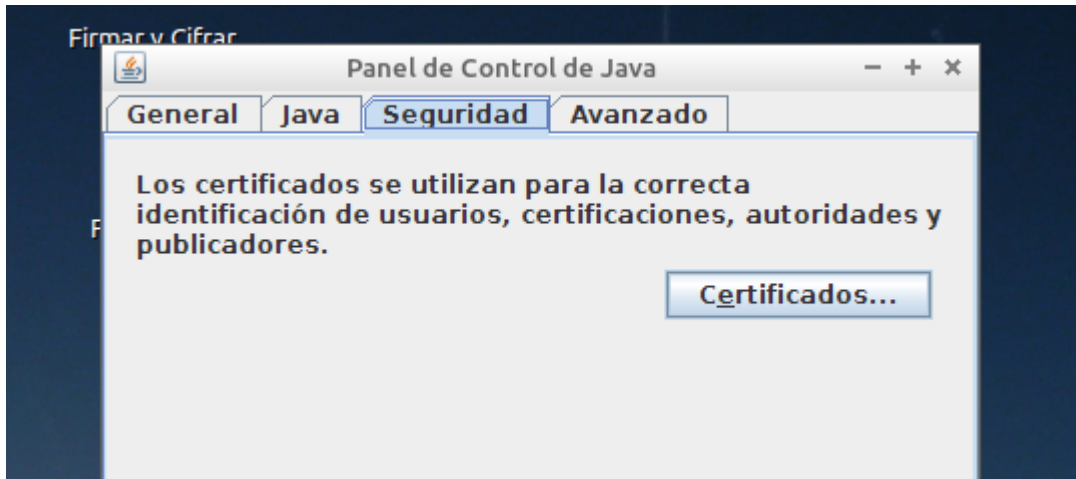 Firmar y Cifrar
Panel de Control de Java
General Java Seguridad Avanzado
Los certificados se utilizan para la correcta
identificación de usuarios, certificaciones, autoridades y
publicadores.
Certificados...